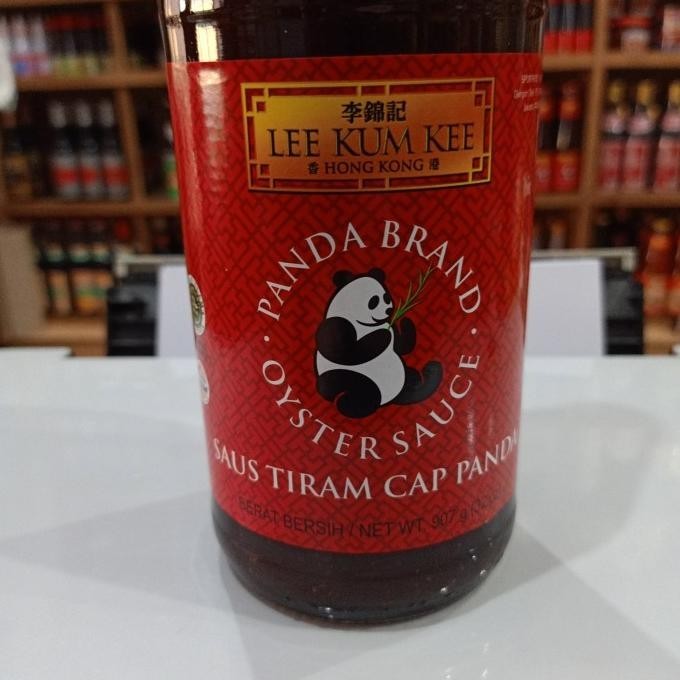 李錦記
LEE KUM KEE
香 HONG KONG 港
PANDA BRAND
OYSTER SAUCE
SAUS TIRAM CAP PANDA
BERAT BERSIH / NET WT. 907 g